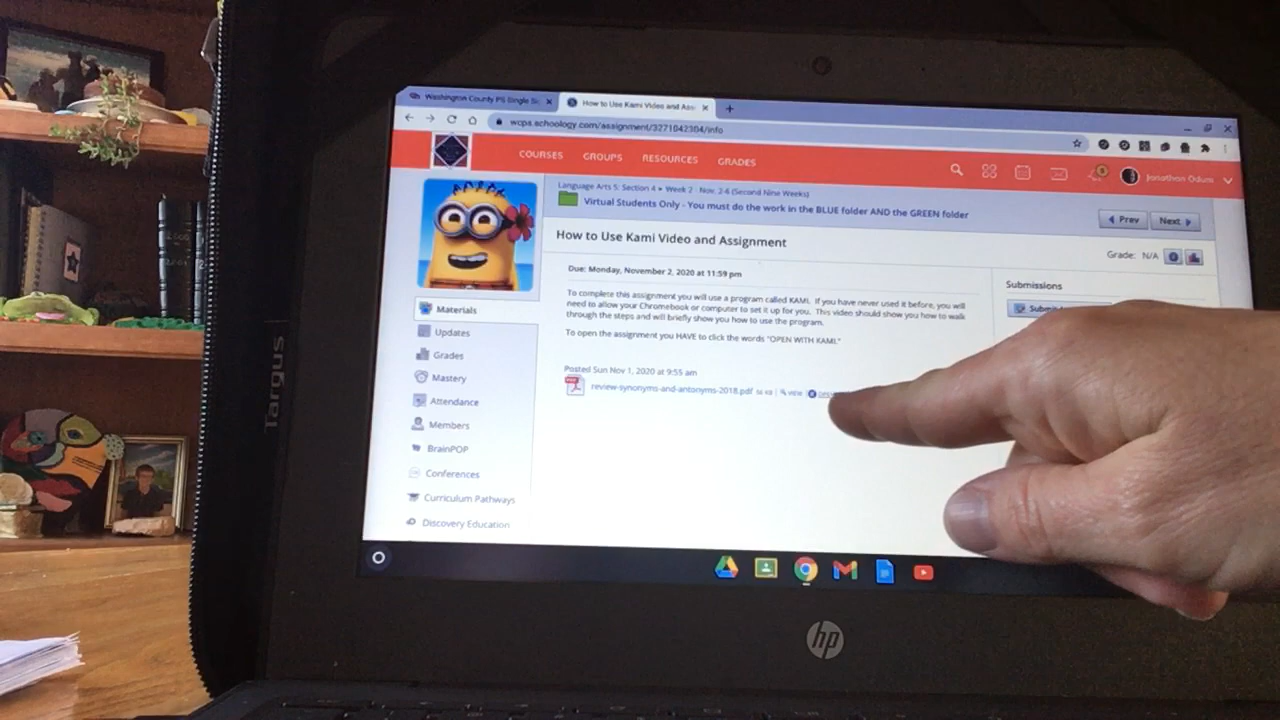 Washington County PS Single Si
How to Use Kami Video and Ass
wcps.schoology.com/assignment/3271042304/info
COURSES GROUPS RESOURCES GRADES
Jonathan Odum
Language Arts 5: Section 4 ▸ Week 2 - Nov. 2-6 (Second Nine Weeks)
Virtual Students Only - You must do the work in the BLUE folder AND the GREEN folder
Prev Next
How to Use Kami Video and Assignment
Grade: N/A
Due: Monday, November 2, 2020 at 11:59 pm
To complete this assignment you will use a program called KAMI. If you have never used it before, you will
need to allow your Chromebook or computer to set it up for you. This video should show you how to walk
through the steps and will briefly show you how to use the program.
To open the assignment you HAVE to click the words "OPEN WITH KAMI."
Posted Sun Nov 1, 2020 at 9:55 am
review-synonyms-and-antonyms-2018.pdf 56 KB VIEW
Submissions
Submit
Materials
Updates
Grades
Mastery
Attendance
Members
BrainPOP
Conferences
Curriculum Pathways
Discovery Education
Targus
hp